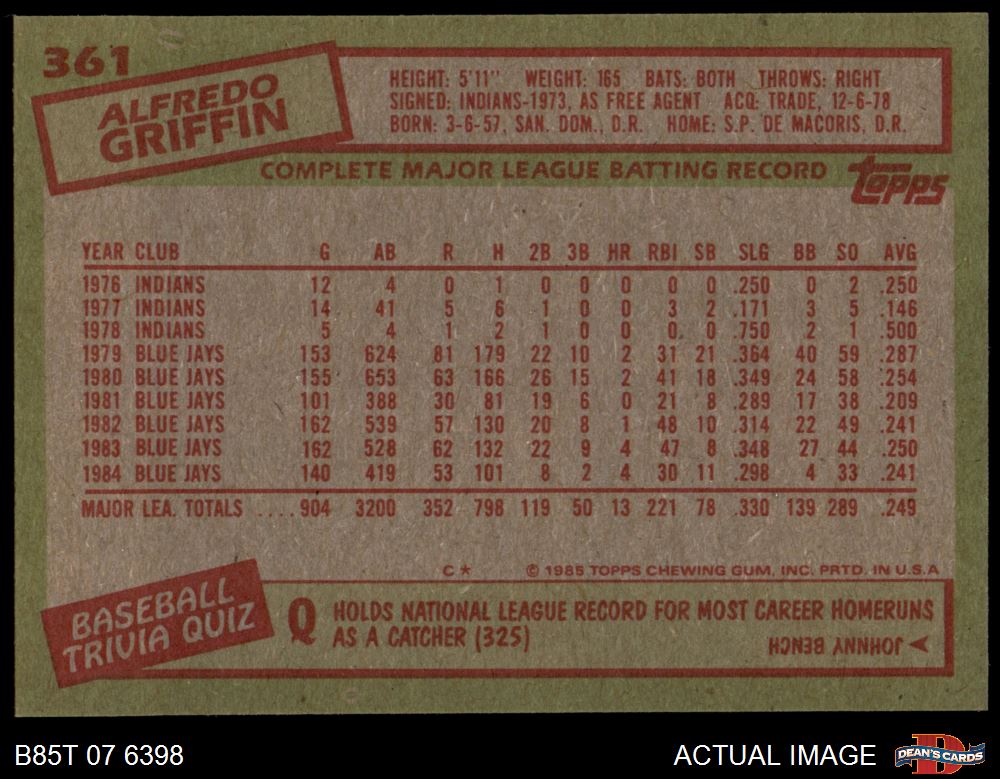 361
ALFREDO
GRIFFIN
HEIGHT: 5'11" WEIGHT: 165 BATS: BOTH THROWS: RIGHT
SIGNED: INDIANS-1973, AS FREE AGENT ACQ: TRADE, 12-6-78
BORN: 3-6-57, SAN. DOM., D.R. HOME: S.P. DE MACORIS, D.R.
COMPLETE MAJOR LEAGUE BATTING RECORD topps
YEAR CLUB G AB R H 2B 3B HR RBI SB SLG BB SO AVG
1976 INDIANS 12 4 0 1 0 0 0 0 0 .250 0 2 .250
1977 INDIANS 14 41 5 6 1 0 0 3 2 .171 3 5 .146
1978 INDIANS 5 4 1 2 1 0 0 0 0 .750 2 1 .500
1979 BLUE JAYS 153 624 81 179 22 10 2 31 21 .364 40 59 .287
1980 BLUE JAYS 155 653 63 166 26 15 2 41 18 .349 24 58 .254
1981 BLUE JAYS 101 388 30 81 19 6 0 21 8 .289 17 38 .209
1982 BLUE JAYS 162 539 57 130 20 8 1 48 10 .314 22 49 .241
1983 BLUE JAYS 162 528 62 132 22 9 4 47 8 .348 27 44 .250
1984 BLUE JAYS 140 419 53 101 8 2 4 30 11 .298 4 33 .241
MAJOR LEA. TOTALS ....904 3200 352 798 119 50 13 221 78 .330 139 289 .249
C* © 1985 TOPPS CHEWING GUM, INC. PRTD. IN U.S.A
BASEBALL
TRIVIA QUIZ
Q HOLDS NATIONAL LEAGUE RECORD FOR MOST CAREER HOMERUNS
AS A CATCHER (325)
JOHNNY BENCH
B85T 07 6398 ACTUAL IMAGE DEAN'S CARDS